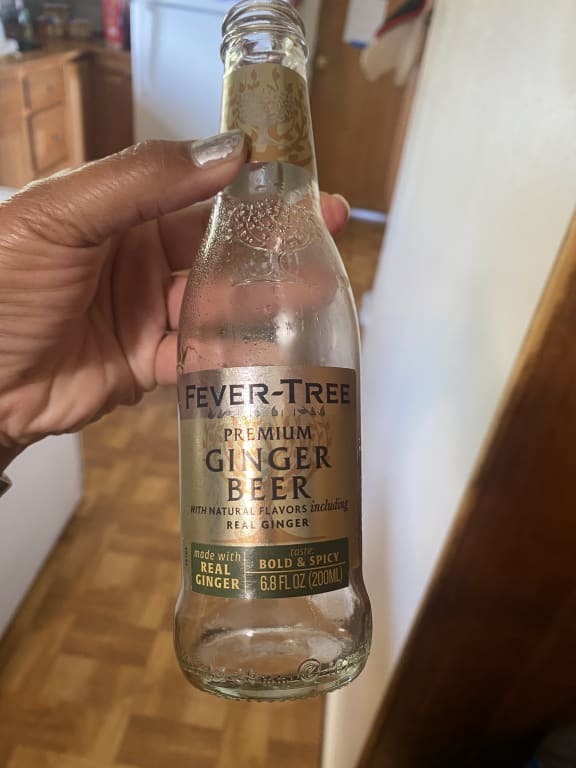 FEVER-TREE
PREMIUM
GINGER
BEER
WITH NATURAL FLAVORS including
REAL GINGER
made with
REAL
GINGER
taste:
BOLD & SPICY
6.8 FL OZ (200ML)